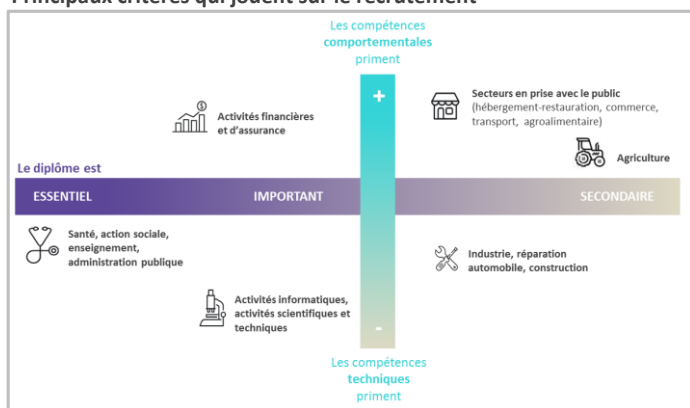 Principaux critères qui jouent sur le recrutement
Les compétences
comportementales
priment
+
Secteurs en prise avec le public
(hébergement-restauration, commerce,
transport, agroalimentaire)
Activités financières
et d'assurance
Agriculture
Le diplôme est
ESSENTIEL
IMPORTANT
SECONDAIRE
Santé, action sociale,
enseignement,
administration publique
Industrie, réparation
automobile, construction
Activités informatiques,
activités scientifiques et
techniques
-
Les compétences
techniques
priment